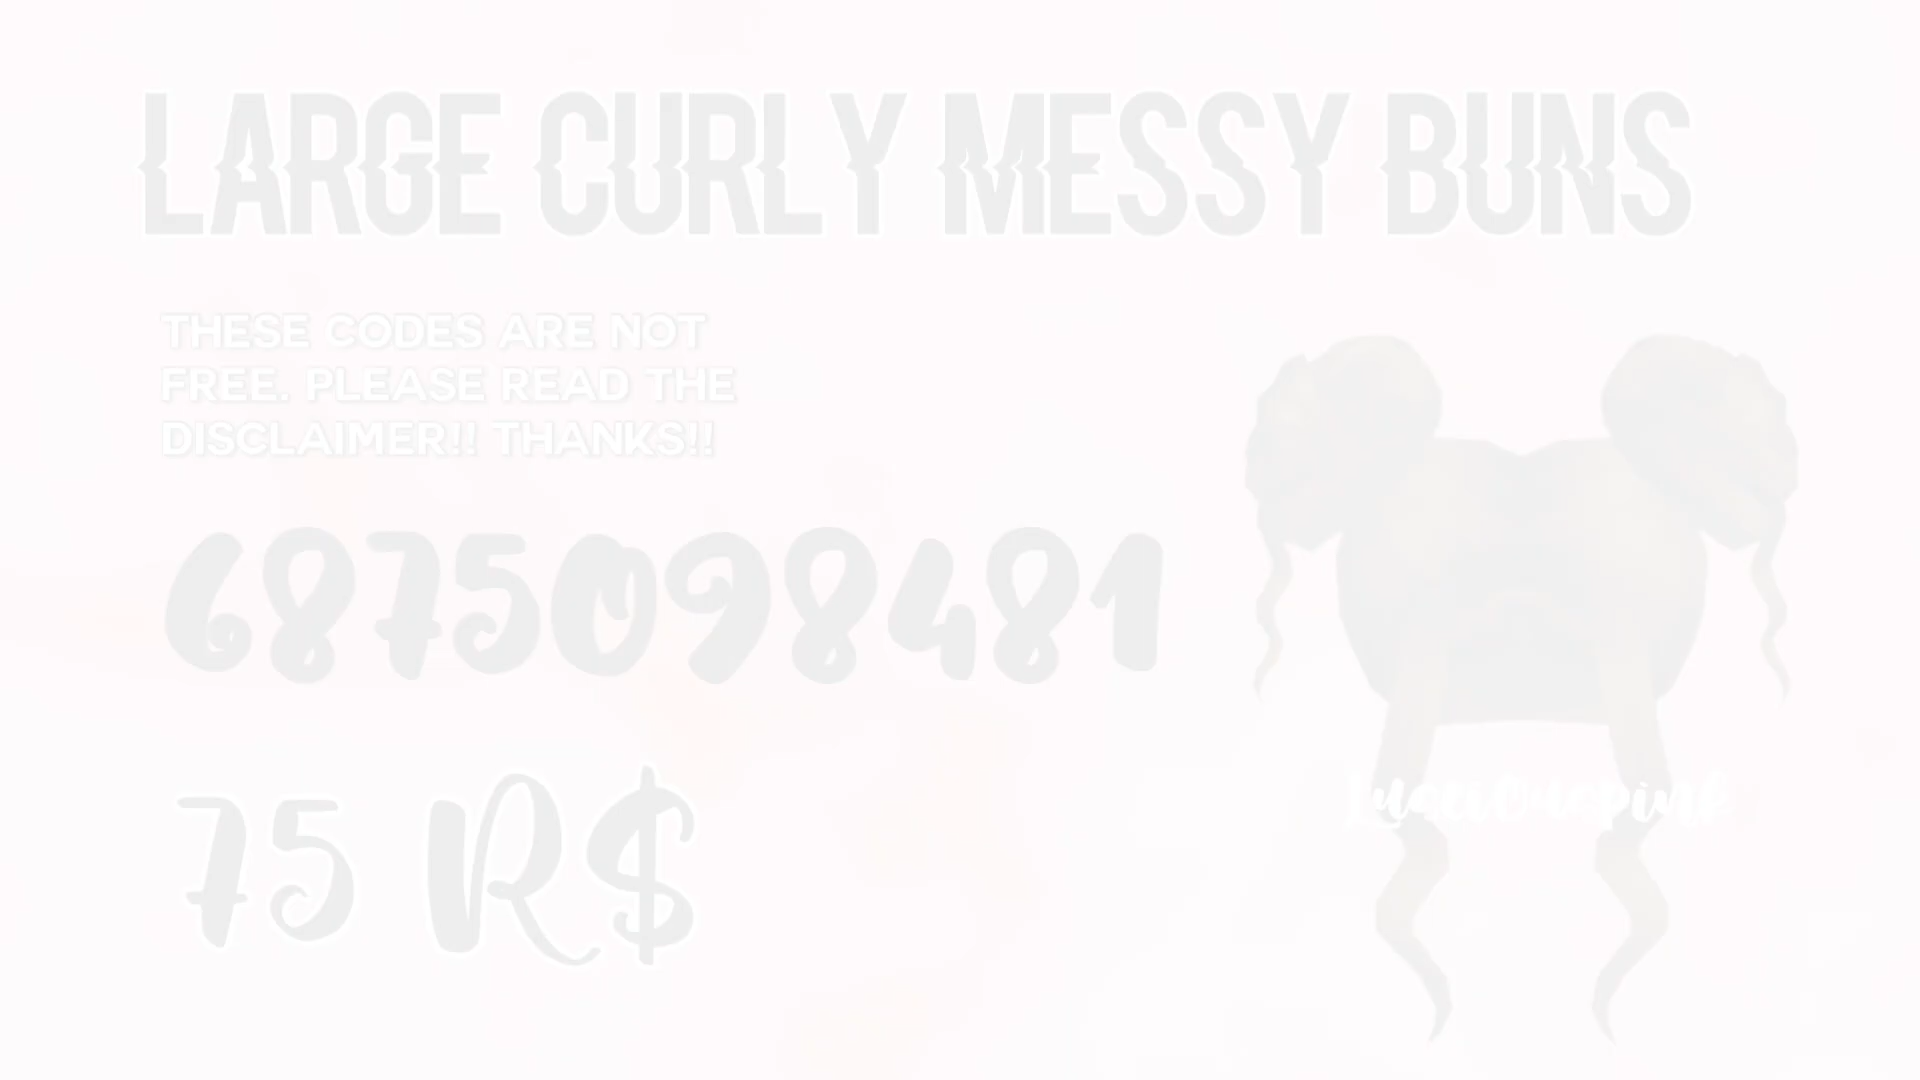 LARGE CURLY MESSY BUNS
THESE CODES ARE NOT
FREE. PLEASE READ THE
DISCLAIMER!! THANKS!!
6875098481
75 R$